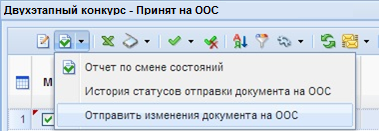 Двухэтапный конкурс - Принят на ООС
Отчет по смене состояний
История статусов отправки документа на ООС
Отправить изменения документа на ООС
1